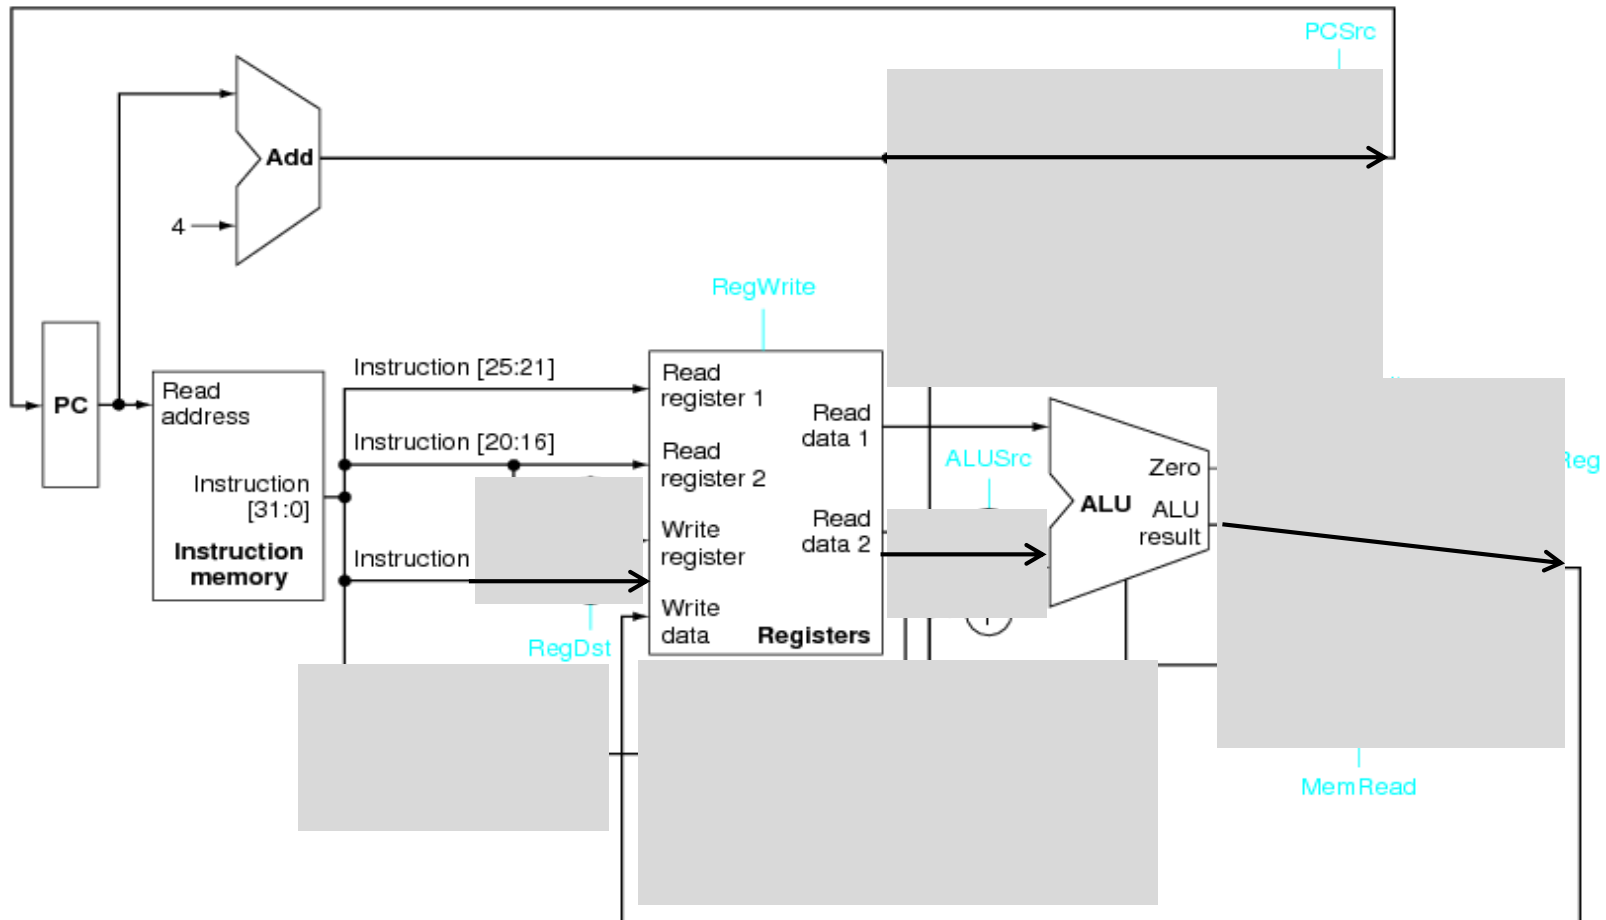 PCSrc
Add
4
RegWrite
PC
Read
address
Instruction
[31:0]
Instruction
memory
Instruction [25:21]
Instruction [20:16]
Instruction
RegDst
Read
register 1
Read
register 2
Write
register
Write
data
Read
data 1
Read
data 2
Registers
ALUSrc
Zero
ALU
ALU
result
Reg
MemRead